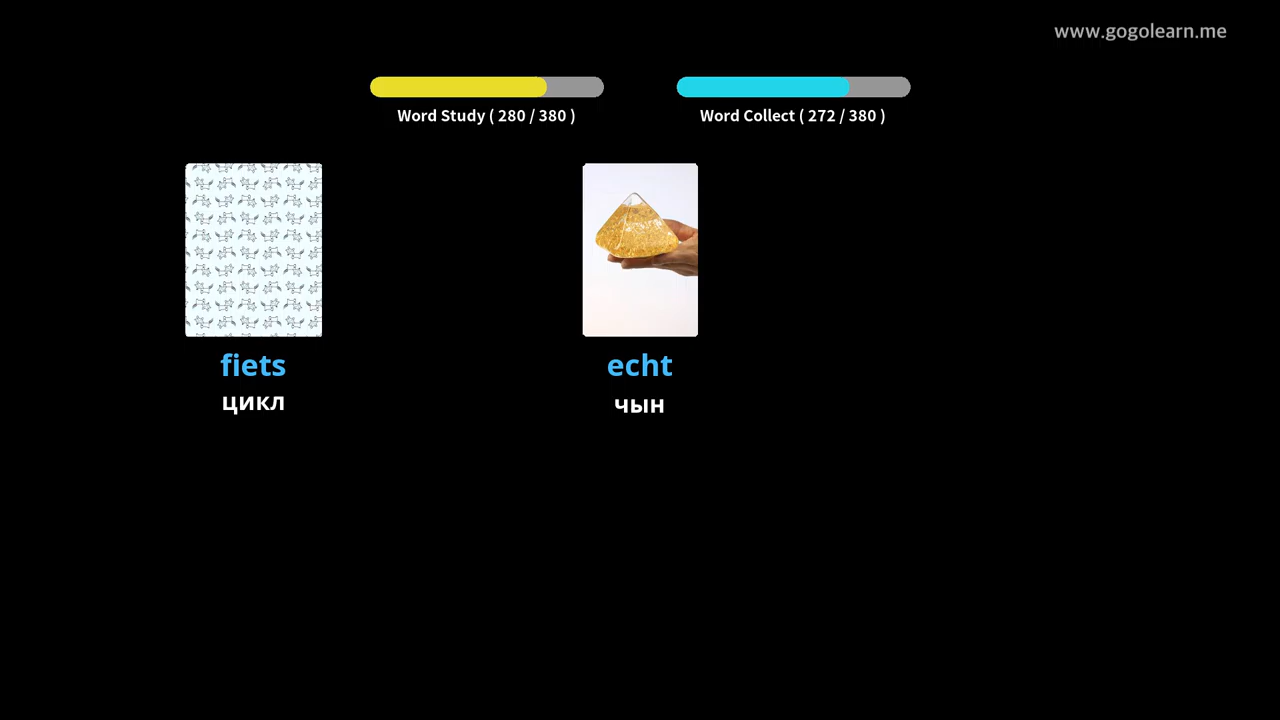 www.gogolearn.me
Word Study ( 280 / 380 )
Word Collect ( 272 / 380 )
fiets
цикл
echt
чын